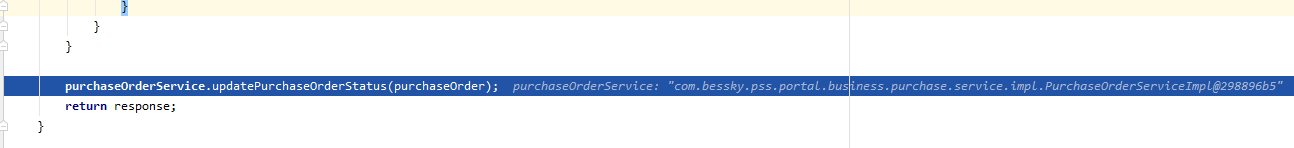 }
}
}
purchaseOrderService.updatePurchaseOrderStatus(purchaseOrder); purchaseOrderService: "com.bessky.pss.portal.business.purchase.service.impl.PurchaseOrderServiceImpl@298896b5"
return response;
}